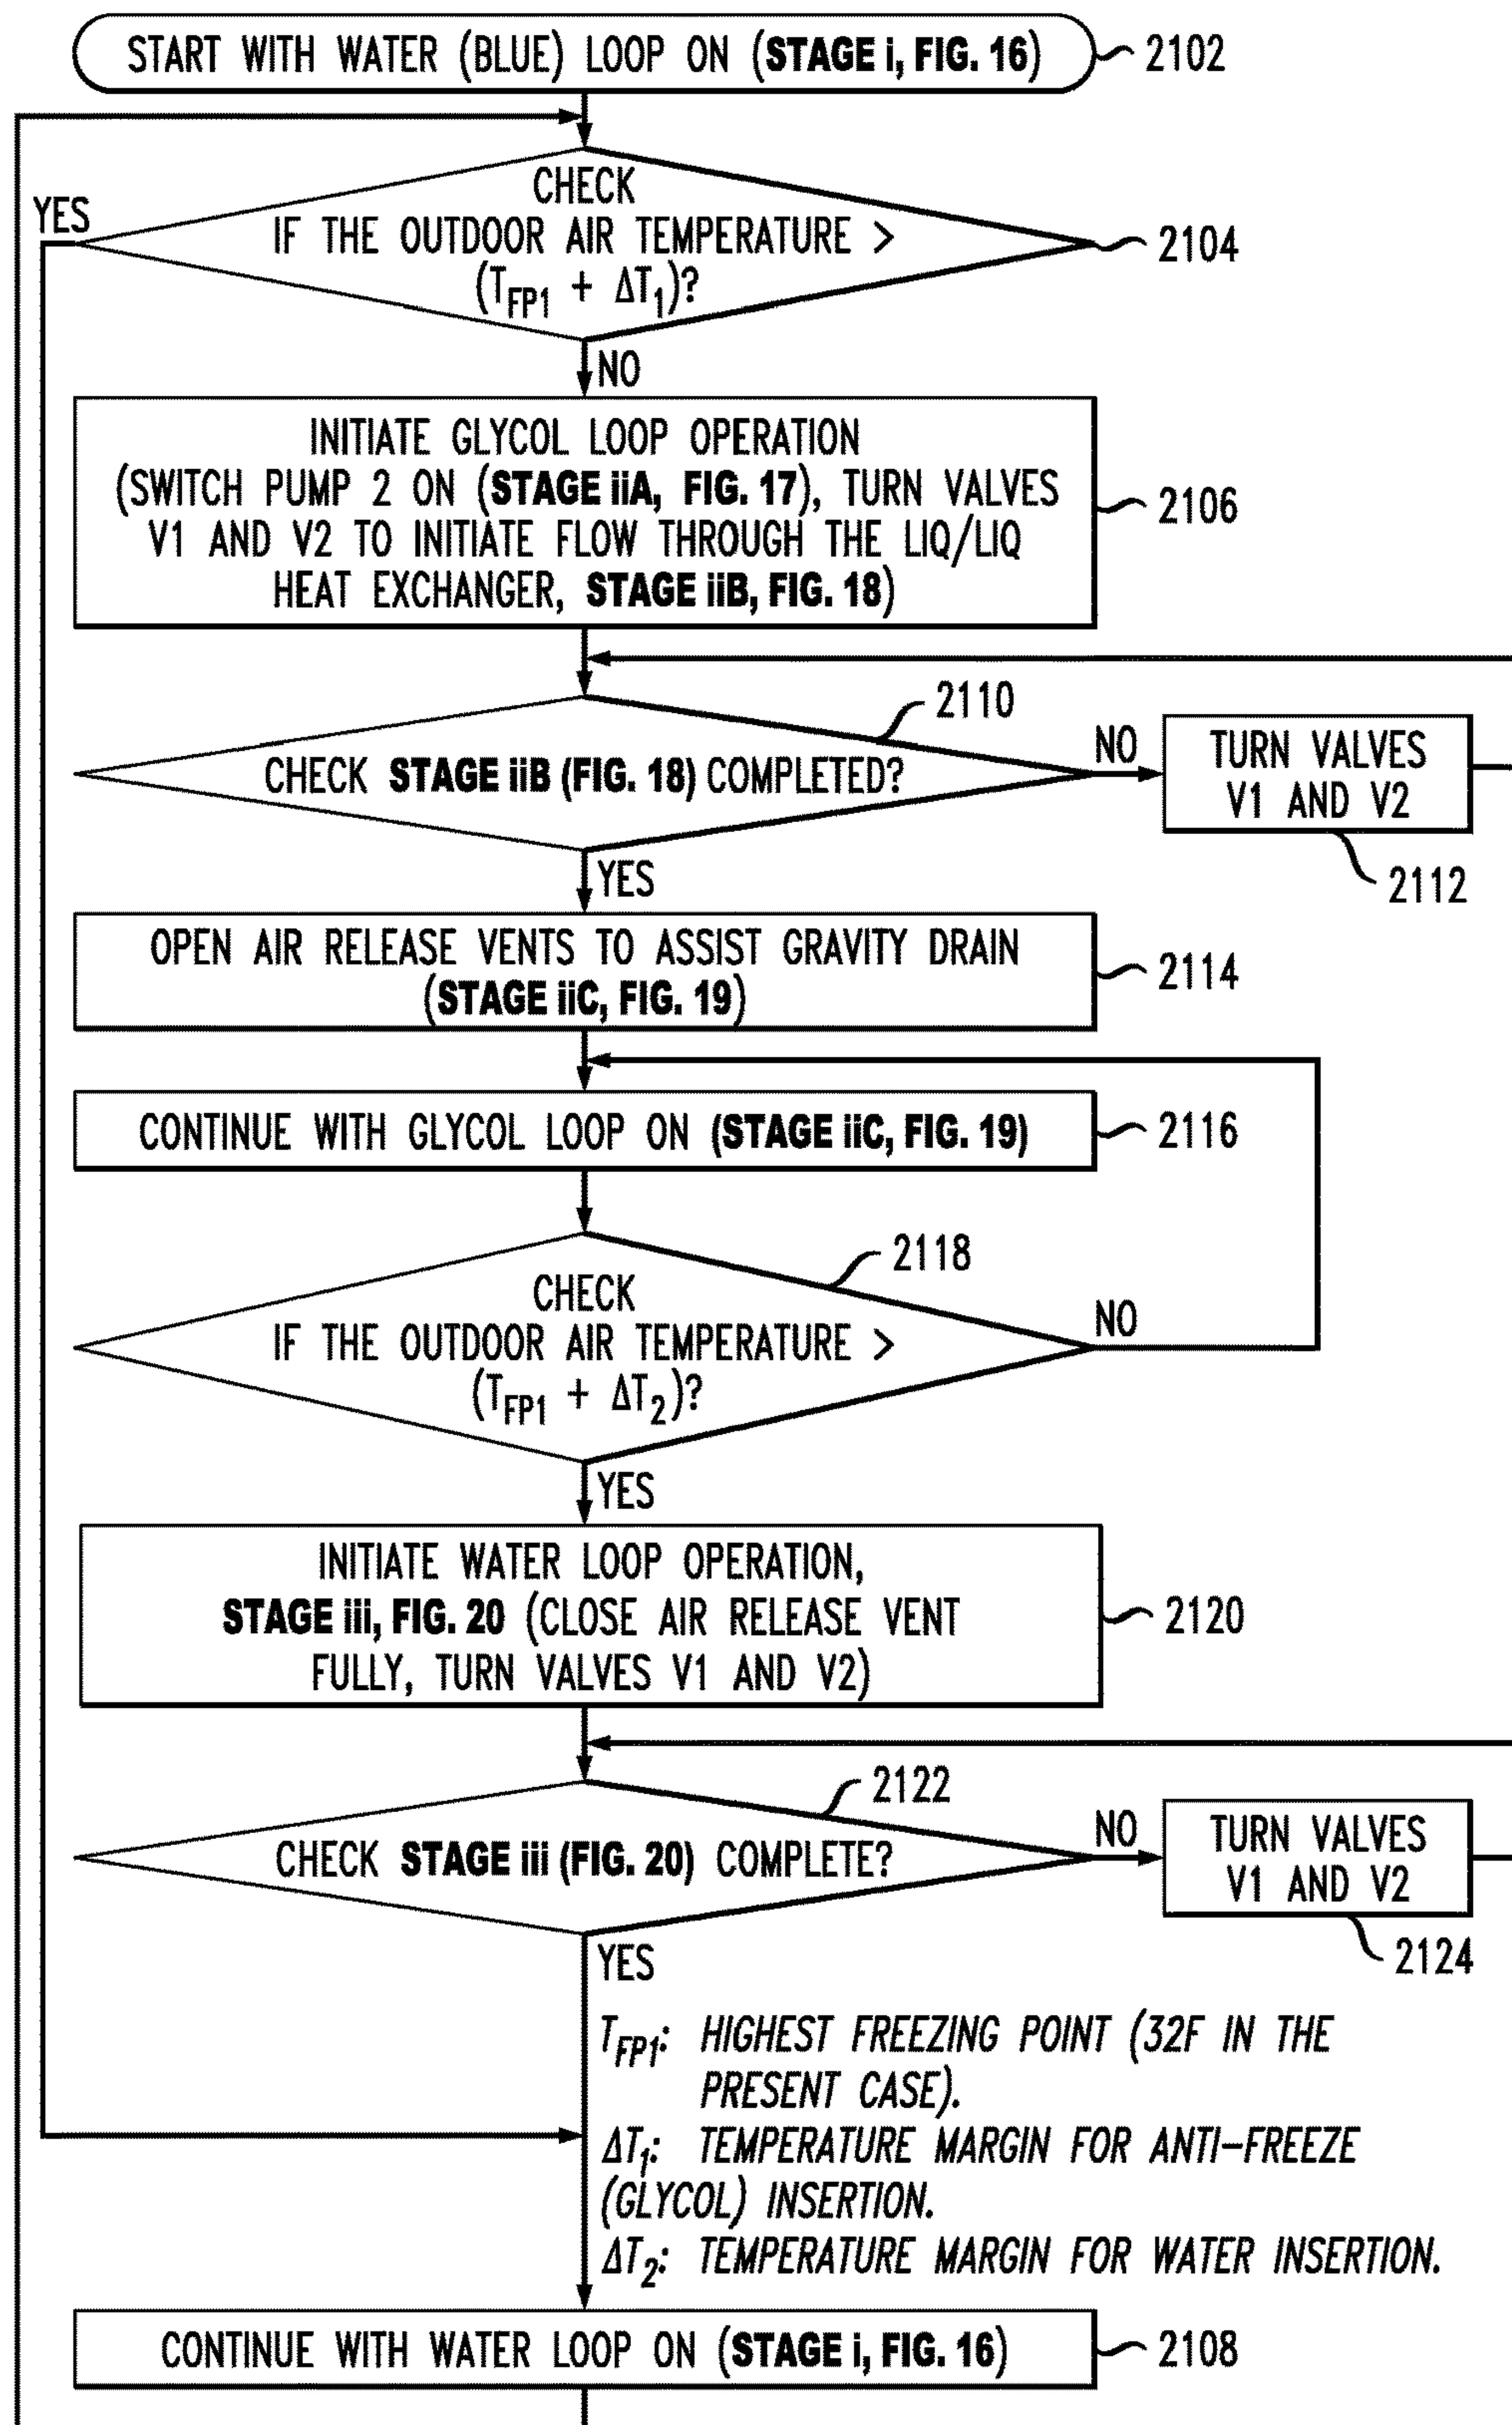 START WITH WATER (BLUE) LOOP ON (STAGE i, FIG. 16)
2102
CHECK
IF THE OUTDOOR AIR TEMPERATURE >
(TFP1 + ΔT1)?
YES
2104
NO
INITIATE GLYCOL LOOP OPERATION
(SWITCH PUMP 2 ON (STAGE iiA, FIG. 17), TURN VALVES
V1 AND V2 TO INITIATE FLOW THROUGH THE LIQ/LIQ
HEAT EXCHANGER, STAGE iiB, FIG. 18)
2106
2110
CHECK STAGE iiB (FIG. 18) COMPLETED?
NO
TURN VALVES
V1 AND V2
2112
YES
OPEN AIR RELEASE VENTS TO ASSIST GRAVITY DRAIN
(STAGE iiC, FIG. 19)
2114
CONTINUE WITH GLYCOL LOOP ON (STAGE iiC, FIG. 19)
2116
2118
CHECK
IF THE OUTDOOR AIR TEMPERATURE >
(TFP1 + ΔT2)?
NO
YES
INITIATE WATER LOOP OPERATION,
STAGE iii, FIG. 20 (CLOSE AIR RELEASE VENT
FULLY, TURN VALVES V1 AND V2)
2120
2122
CHECK STAGE iii (FIG. 20) COMPLETE?
NO
TURN VALVES
V1 AND V2
2124
YES
TFP1: HIGHEST FREEZING POINT (32F IN THE
PRESENT CASE).
ΔT1: TEMPERATURE MARGIN FOR ANTI-FREEZE
(GLYCOL) INSERTION.
ΔT2: TEMPERATURE MARGIN FOR WATER INSERTION.
CONTINUE WITH WATER LOOP ON (STAGE i, FIG. 16)
2108